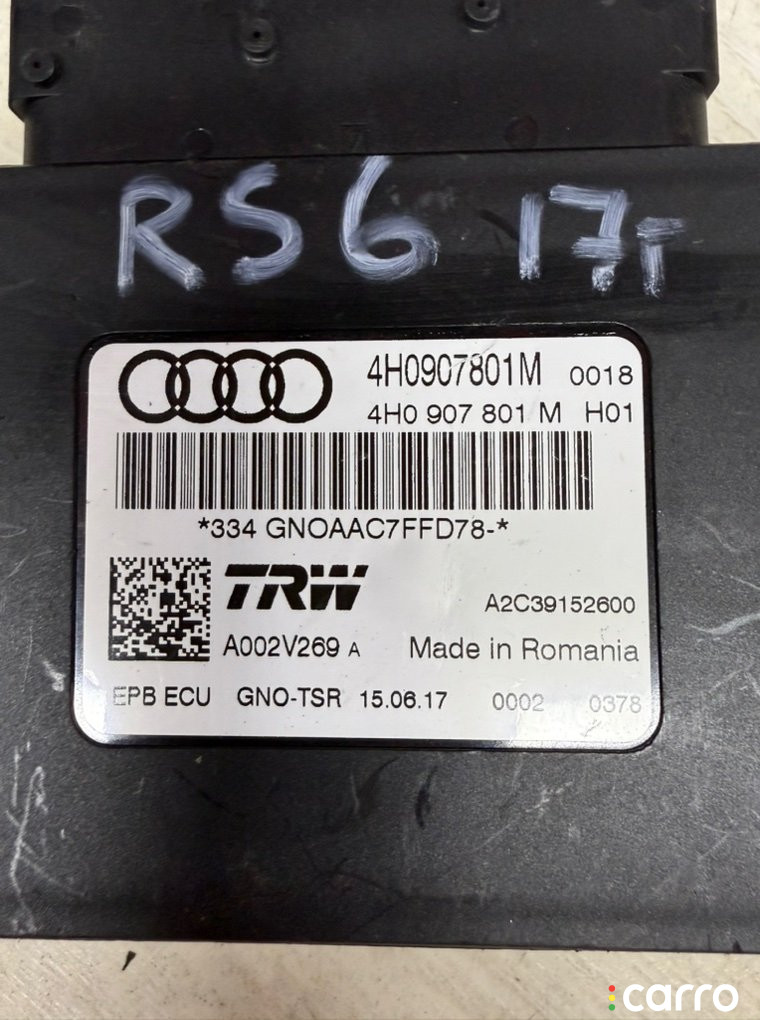 RS6 17г
4H0907801M 0018
4H0 907 801 M H01
*334 GNOAAC7FFD78-*
TRW
A2C39152600
A002V269 A Made in Romania
EPB ECU GNO-TSR 15.06.17 0002 0378
carro